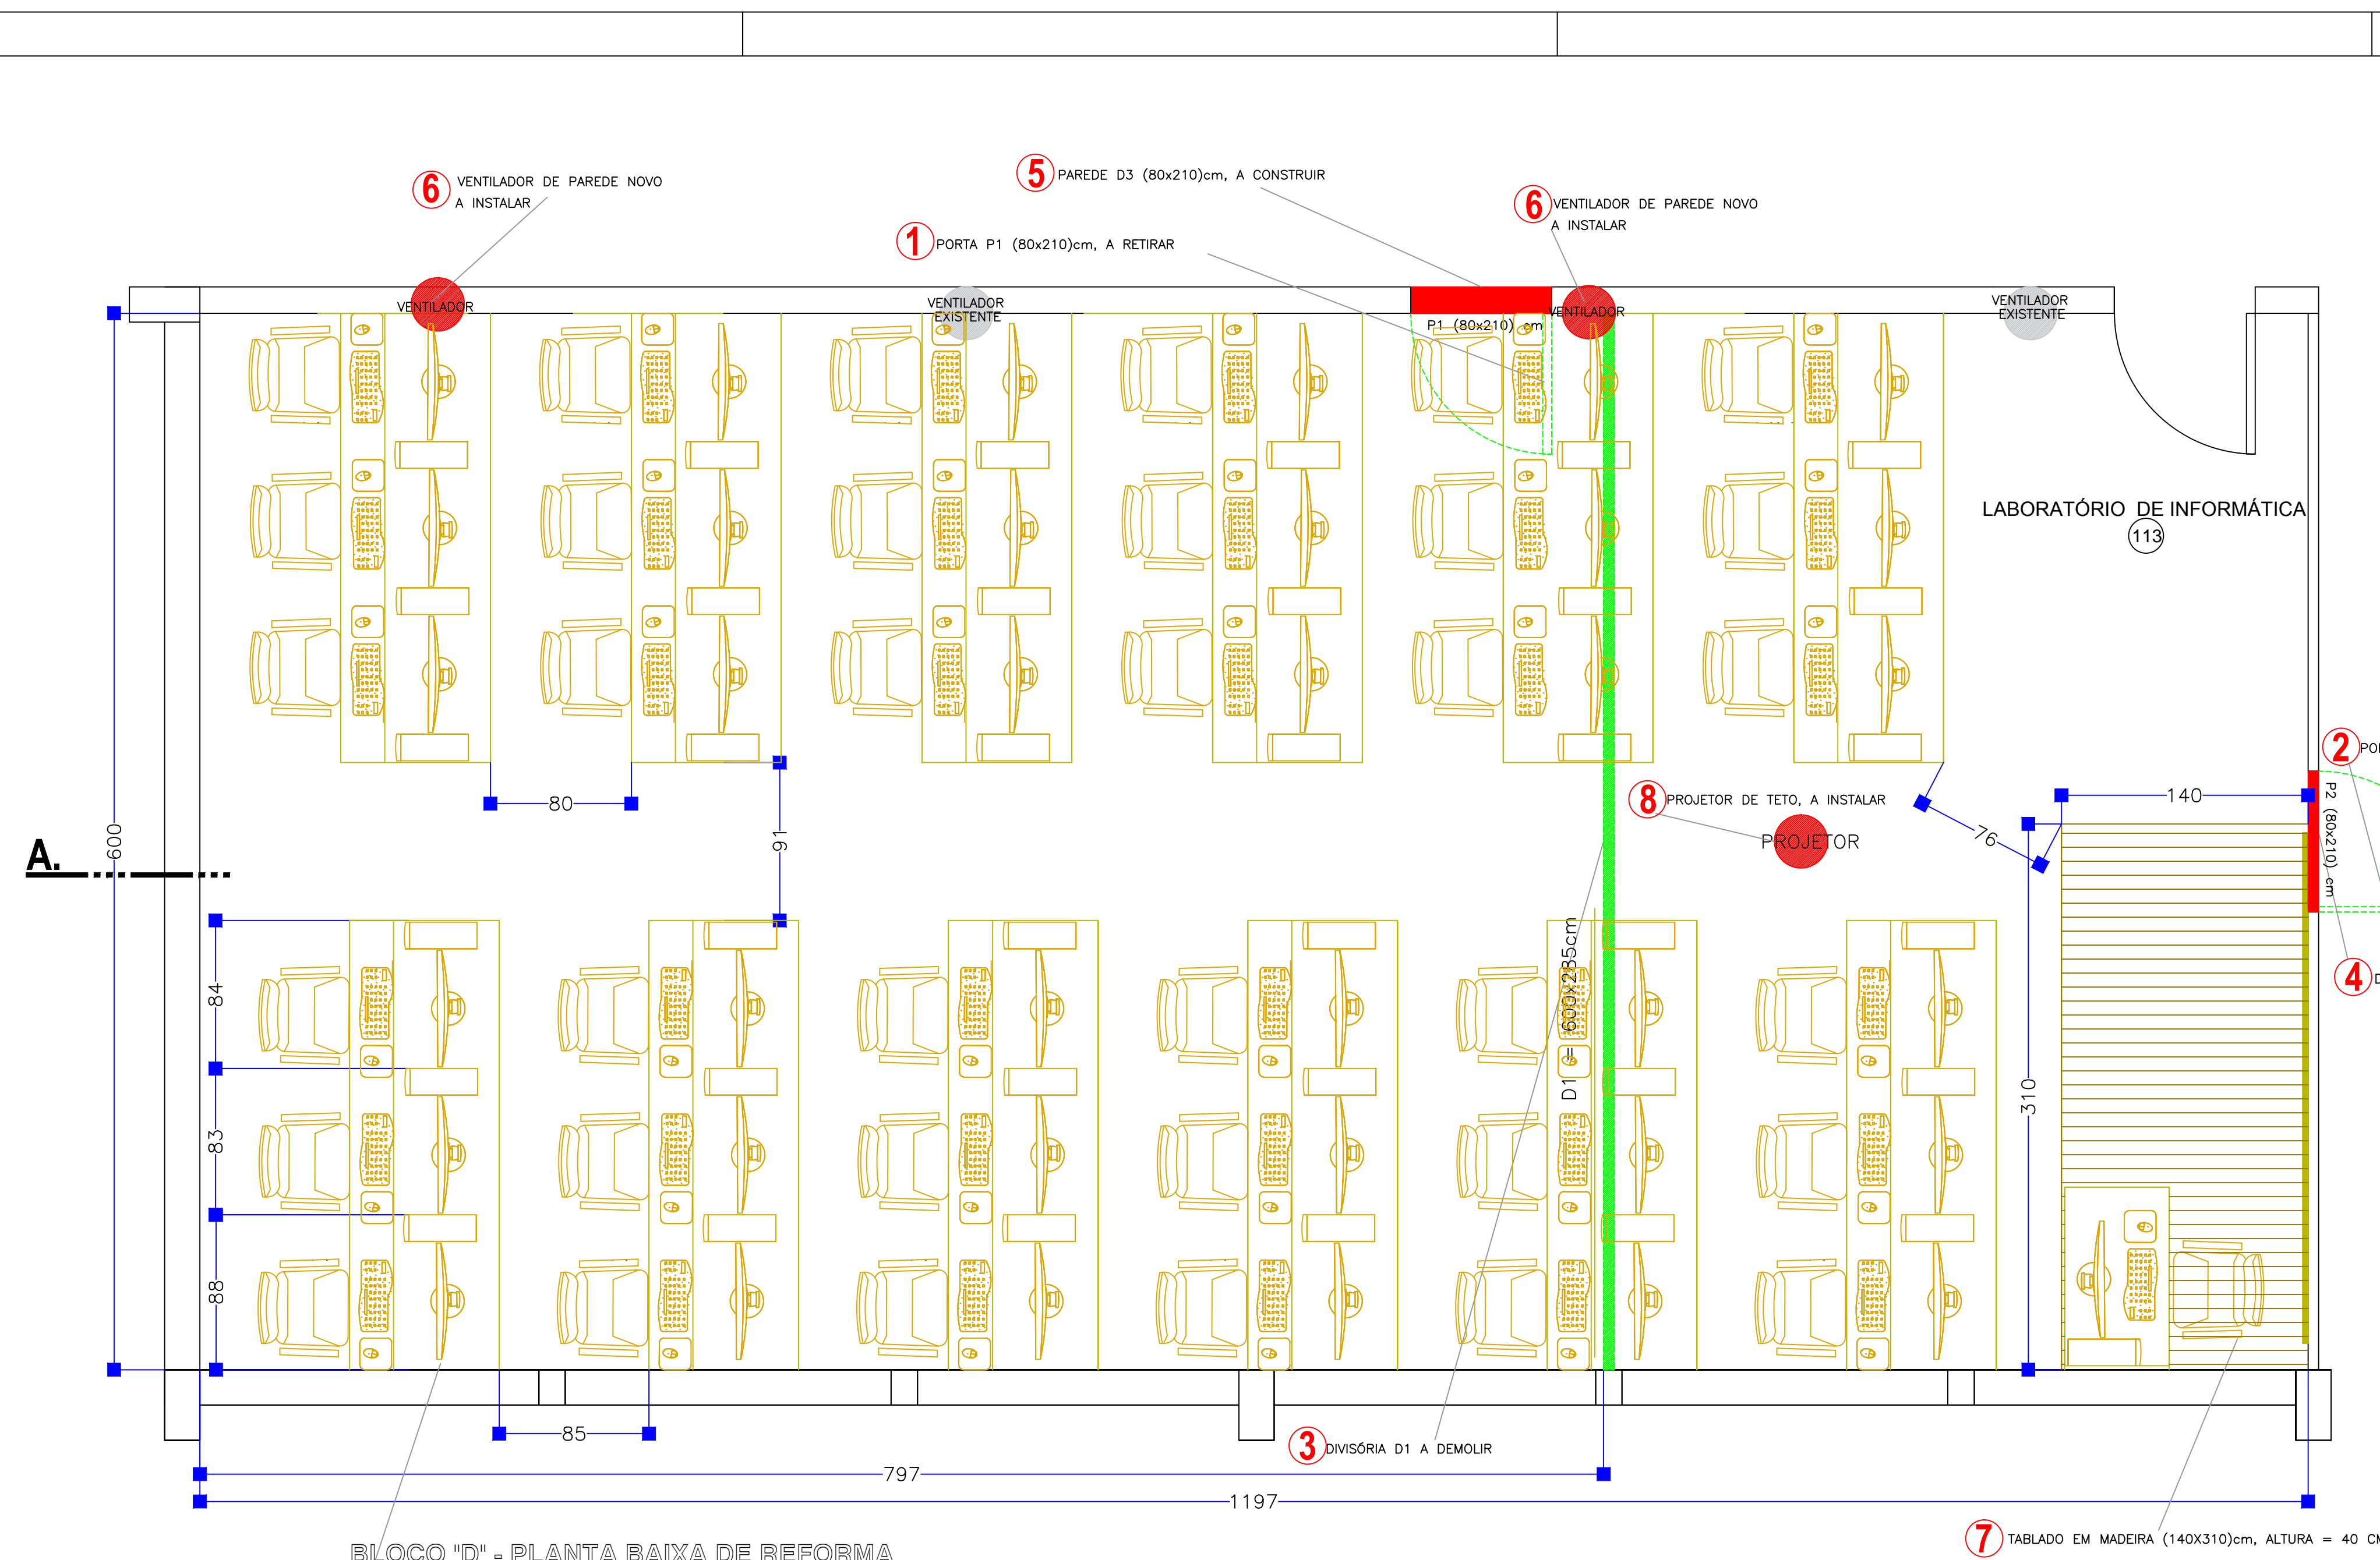 6 VENTILADOR DE PAREDE NOVO
A INSTALAR
5 PAREDE D3 (80x210)cm, A CONSTRUIR
1 PORTA P1 (80x210)cm, A RETIRAR
6 VENTILADOR DE PAREDE NOVO
A INSTALAR
VENTILADOR
VENTILADOR
EXISTENTE
P1 (80x210) cm
VENTILADOR
VENTILADOR
EXISTENTE
LABORATÓRIO DE INFORMÁTICA
113
2 POR
P2 (80x210) cm
4 D
80
91
600
A.
8 PROJETOR DE TETO, A INSTALAR
PROJETOR
76
140
310
D1 = 600x285cm
84
83
88
85
3 DIVISÓRIA D1 A DEMOLIR
797
1197
7 TABLADO EM MADEIRA (140X310)cm, ALTURA = 40 CM
BLOCO "D" - PLANTA BAIXA DE REFORMA